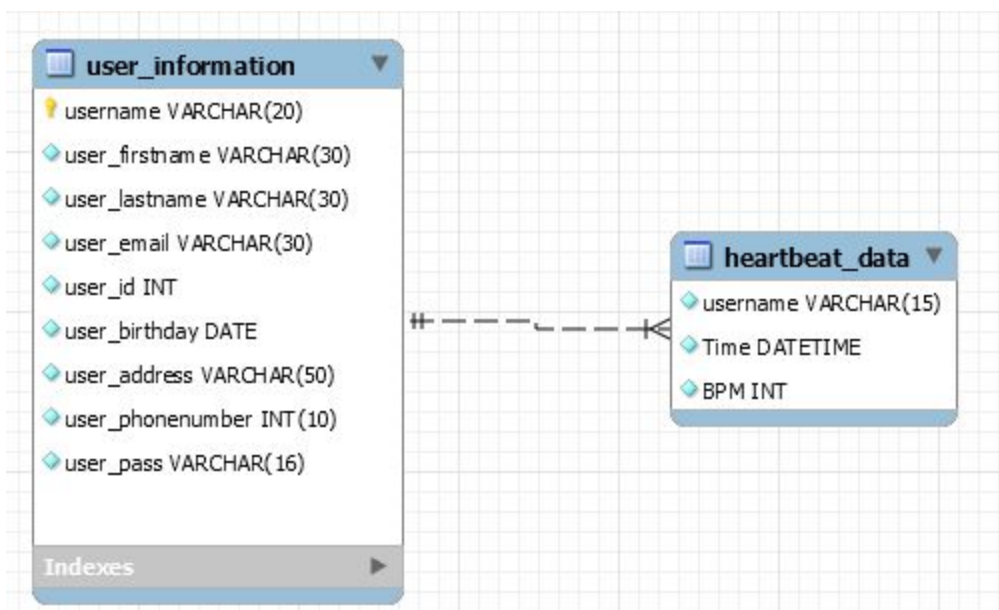 user_information
username VARCHAR(20)
user_firstname VARCHAR(30)
user_lastname VARCHAR(30)
user_email VARCHAR(30)
user_id INT
user_birthday DATE
user_address VARCHAR(50)
user_phonenumber INT(10)
user_pass VARCHAR(16)
Indexes
heartbeat_data
username VARCHAR(15)
Time DATETIME
BPM INT